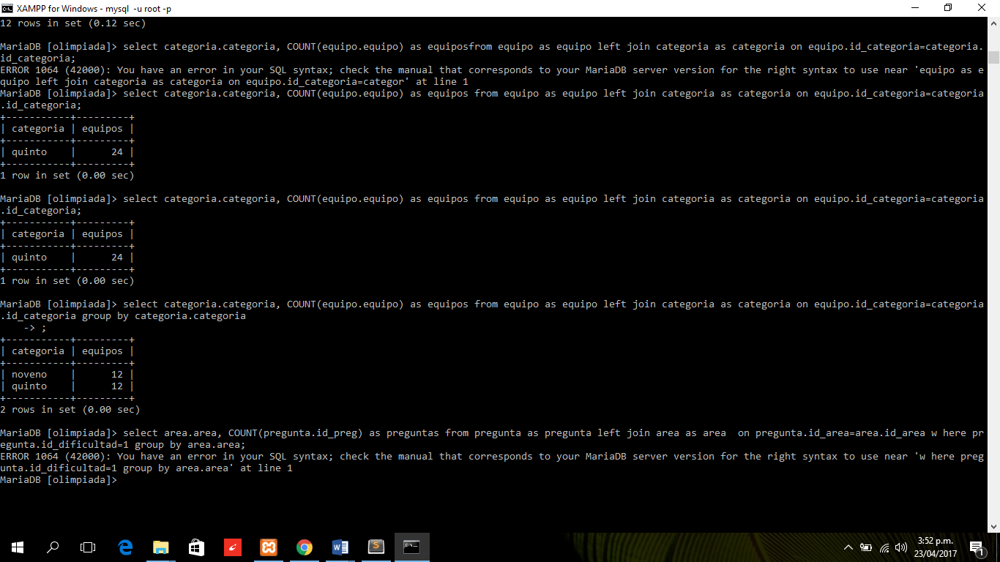 XAMPP for Windows - mysql -u root -p
12 rows in set (0.12 sec)
MariaDB [olimpiada]> select categoria.categoria, COUNT(equipo.equipo) as equiposfrom equipo as equipo left join categoria as categoria on equipo.id_categoria=categoria.
id_categoria;
ERROR 1064 (42000): You have an error in your SQL syntax; check the manual that corresponds to your MariaDB server version for the right syntax to use near 'equipo as e
quipo left join categoria as categoria on equipo.id_categoria=categor' at line 1
MariaDB [olimpiada]> select categoria.categoria, COUNT(equipo.equipo) as equipos from equipo as equipo left join categoria as categoria on equipo.id_categoria=categoria
.id_categoria;
+-----------+---------+
| categoria | equipos |
+-----------+---------+
| quinto    |      24 |
+-----------+---------+
1 row in set (0.00 sec)
MariaDB [olimpiada]> select categoria.categoria, COUNT(equipo.equipo) as equipos from equipo as equipo left join categoria as categoria on equipo.id_categoria=categoria
.id_categoria;
+-----------+---------+
| categoria | equipos |
+-----------+---------+
| quinto    |      24 |
+-----------+---------+
1 row in set (0.00 sec)
MariaDB [olimpiada]> select categoria.categoria, COUNT(equipo.equipo) as equipos from equipo as equipo left join categoria as categoria on equipo.id_categoria=categoria
.id_categoria group by categoria.categoria
    -> ;
+-----------+---------+
| categoria | equipos |
+-----------+---------+
| noveno    |      12 |
| quinto    |      12 |
+-----------+---------+
2 rows in set (0.00 sec)
MariaDB [olimpiada]> select area.area, COUNT(pregunta.id_preg) as preguntas from pregunta as pregunta left join area as area  on pregunta.id_area=area.id_area w here pr
egunta.id_dificultad=1 group by area.area;
ERROR 1064 (42000): You have an error in your SQL syntax; check the manual that corresponds to your MariaDB server version for the right syntax to use near 'w here preg
unta.id_dificultad=1 group by area.area' at line 1
MariaDB [olimpiada]>
3:52 p.m.
23/04/2017
1